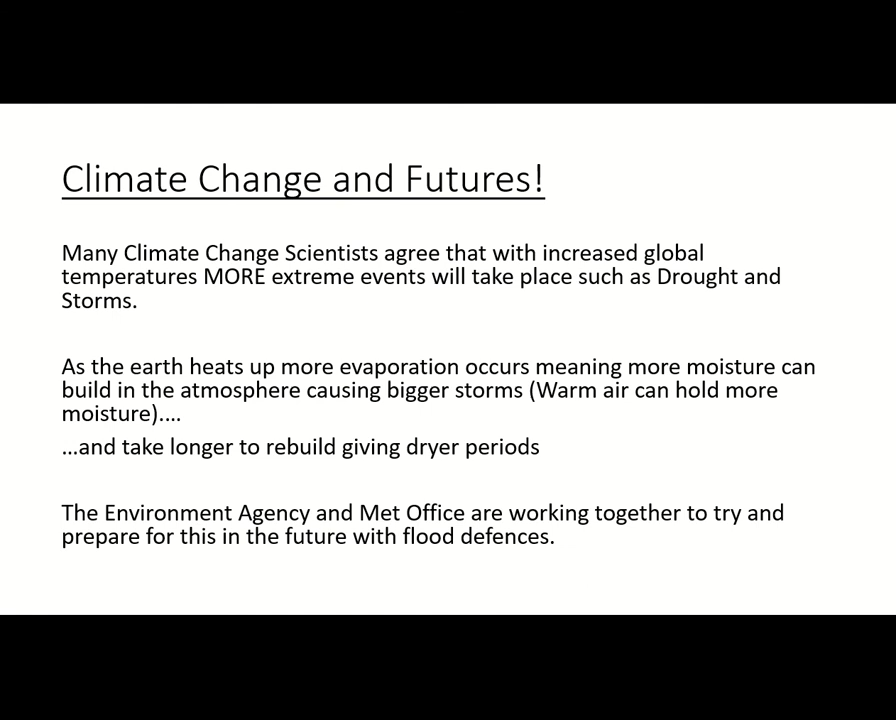 Climate Change and Futures!
Many Climate Change Scientists agree that with increased global
temperatures MORE extreme events will take place such as Drought and
Storms.
As the earth heats up more evaporation occurs meaning more moisture can
build in the atmosphere causing bigger storms (Warm air can hold more
moisture)....
...and take longer to rebuild giving dryer periods
The Environment Agency and Met Office are working together to try and
prepare for this in the future with flood defences.